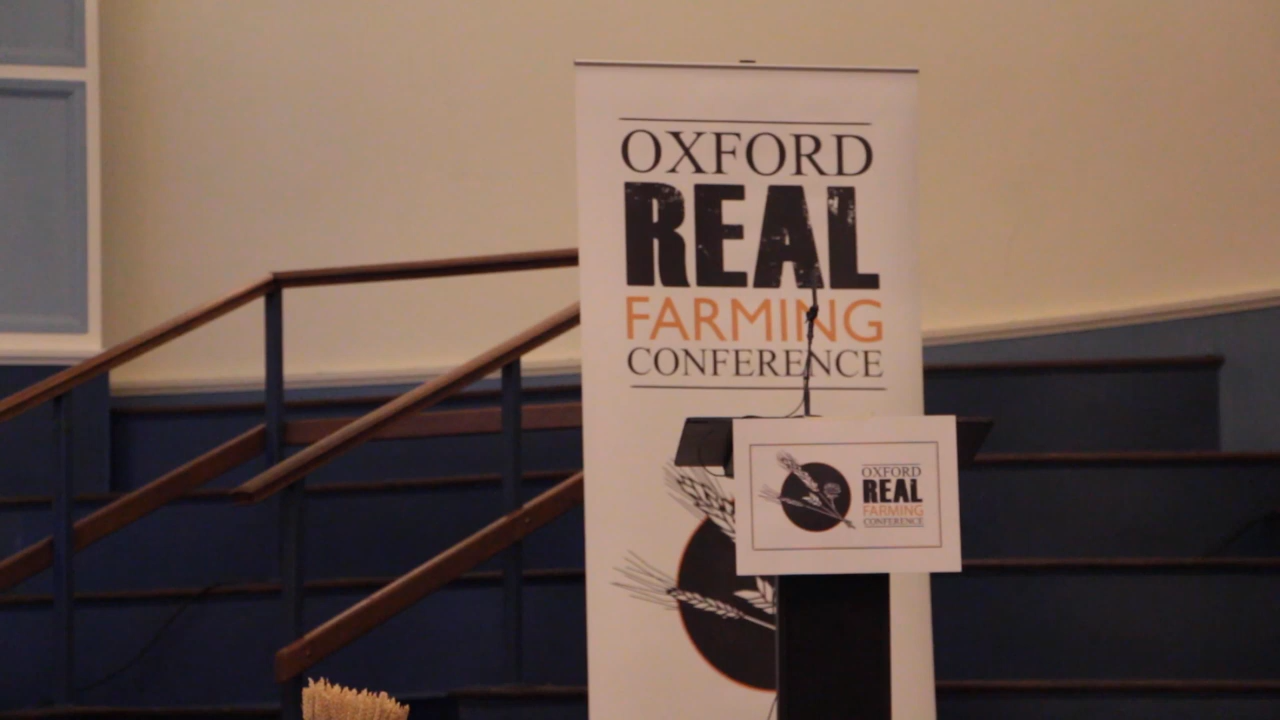 OXFORD
REAL
FARMING
CONFERENCE
OXFORD
REAL
FARMING
CONFERENCE